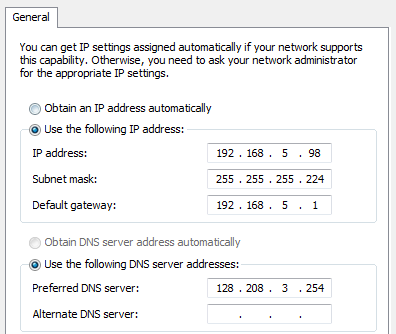 General
You can get IP settings assigned automatically if your network supports
this capability. Otherwise, you need to ask your network administrator
for the appropriate IP settings.
Obtain an IP address automatically
Use the following IP address:
IP address: 192 . 168 . 5 . 98
Subnet mask: 255 . 255 . 255 . 224
Default gateway: 192 . 168 . 5 . 1
Obtain DNS server address automatically
Use the following DNS server addresses:
Preferred DNS server: 128 . 208 . 3 . 254
Alternate DNS server: . . .